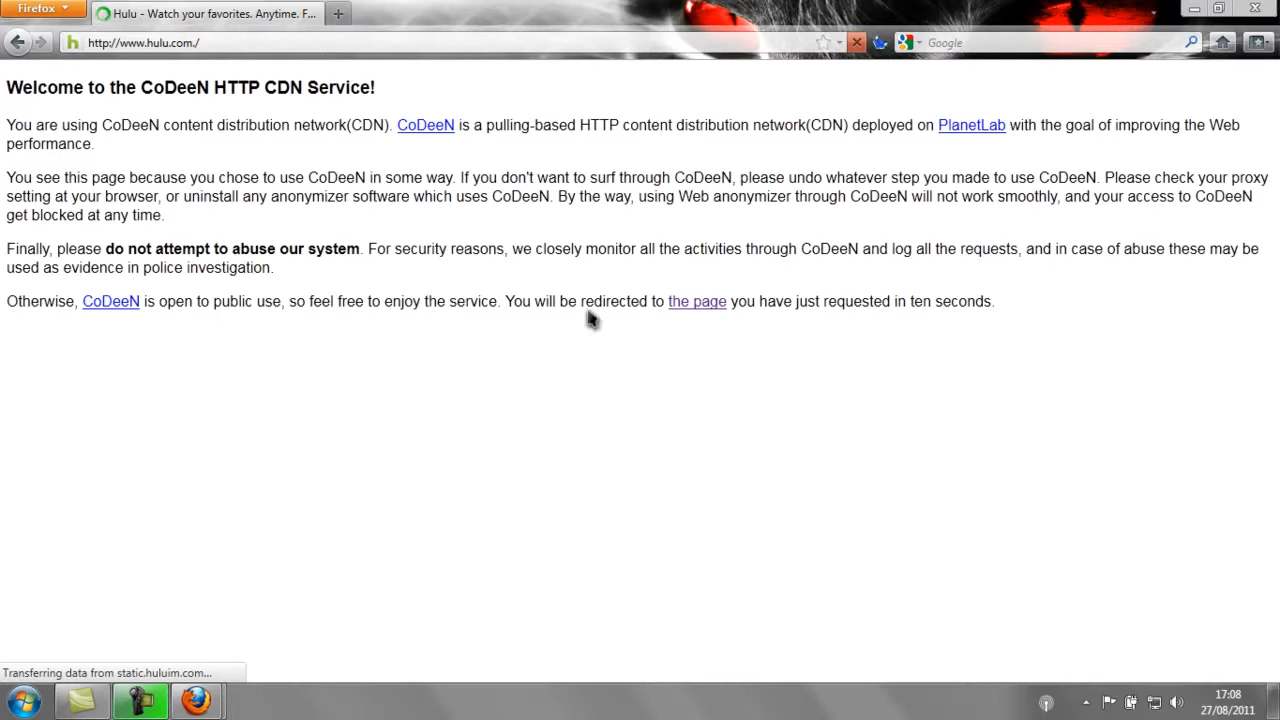 Firefox
Hulu - Watch your favorites. Anytime. F...
http://www.hulu.com./
Google
Welcome to the CoDeeN HTTP CDN Service!
You are using CoDeeN content distribution network(CDN). CoDeeN is a pulling-based HTTP content distribution network(CDN) deployed on PlanetLab with the goal of improving the Web
performance.
You see this page because you chose to use CoDeeN in some way. If you don't want to surf through CoDeeN, please undo whatever step you made to use CoDeeN. Please check your proxy
setting at your browser, or uninstall any anonymizer software which uses CoDeeN. By the way, using Web anonymizer through CoDeeN will not work smoothly, and your access to CoDeeN
get blocked at any time.
Finally, please do not attempt to abuse our system. For security reasons, we closely monitor all the activities through CoDeeN and log all the requests, and in case of abuse these may be
used as evidence in police investigation.
Otherwise, CoDeeN is open to public use, so feel free to enjoy the service. You will be redirected to the page you have just requested in ten seconds.
Transferring data from static.huluim.com...
17:08
27/08/2011